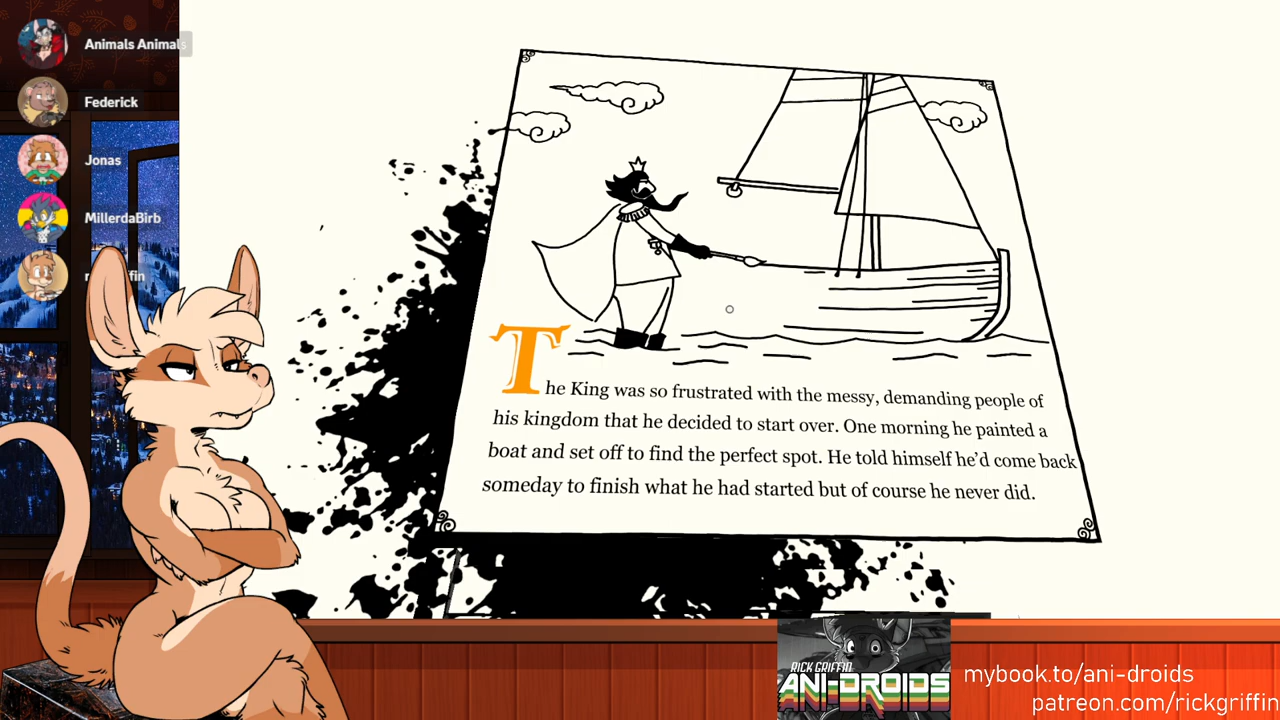 Animals Animals
Federick
Jonas
MillerdaBirb
The King was so frustrated with the messy, demanding people of
his kingdom that he decided to start over. One morning he painted a
boat and set off to find the perfect spot. He told himself he'd come back
someday to finish what he had started but of course he never did.
RICK GRIFFIN
ANI-DROIDS
mybook.to/ani-droids
patreon.com/rickgriffin